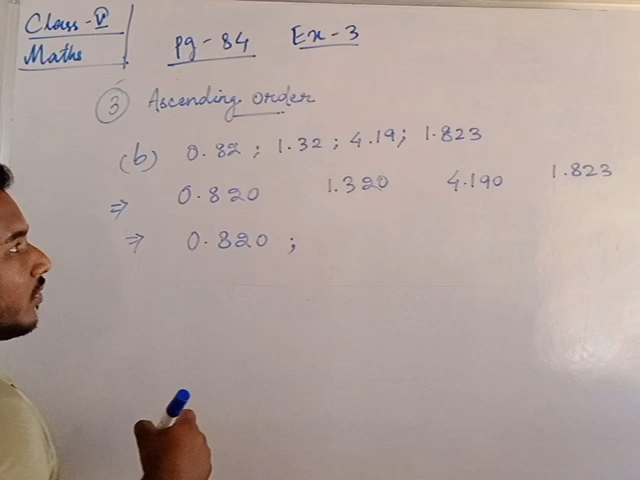 Class - V
Maths
Pg - 84 Ex - 3
③ Ascending order
(b) 0.82 ; 1.32 ; 4.19; 1.823
⇒ 0.820 1.320 4.190 1.823
⇒ 0.820 ;